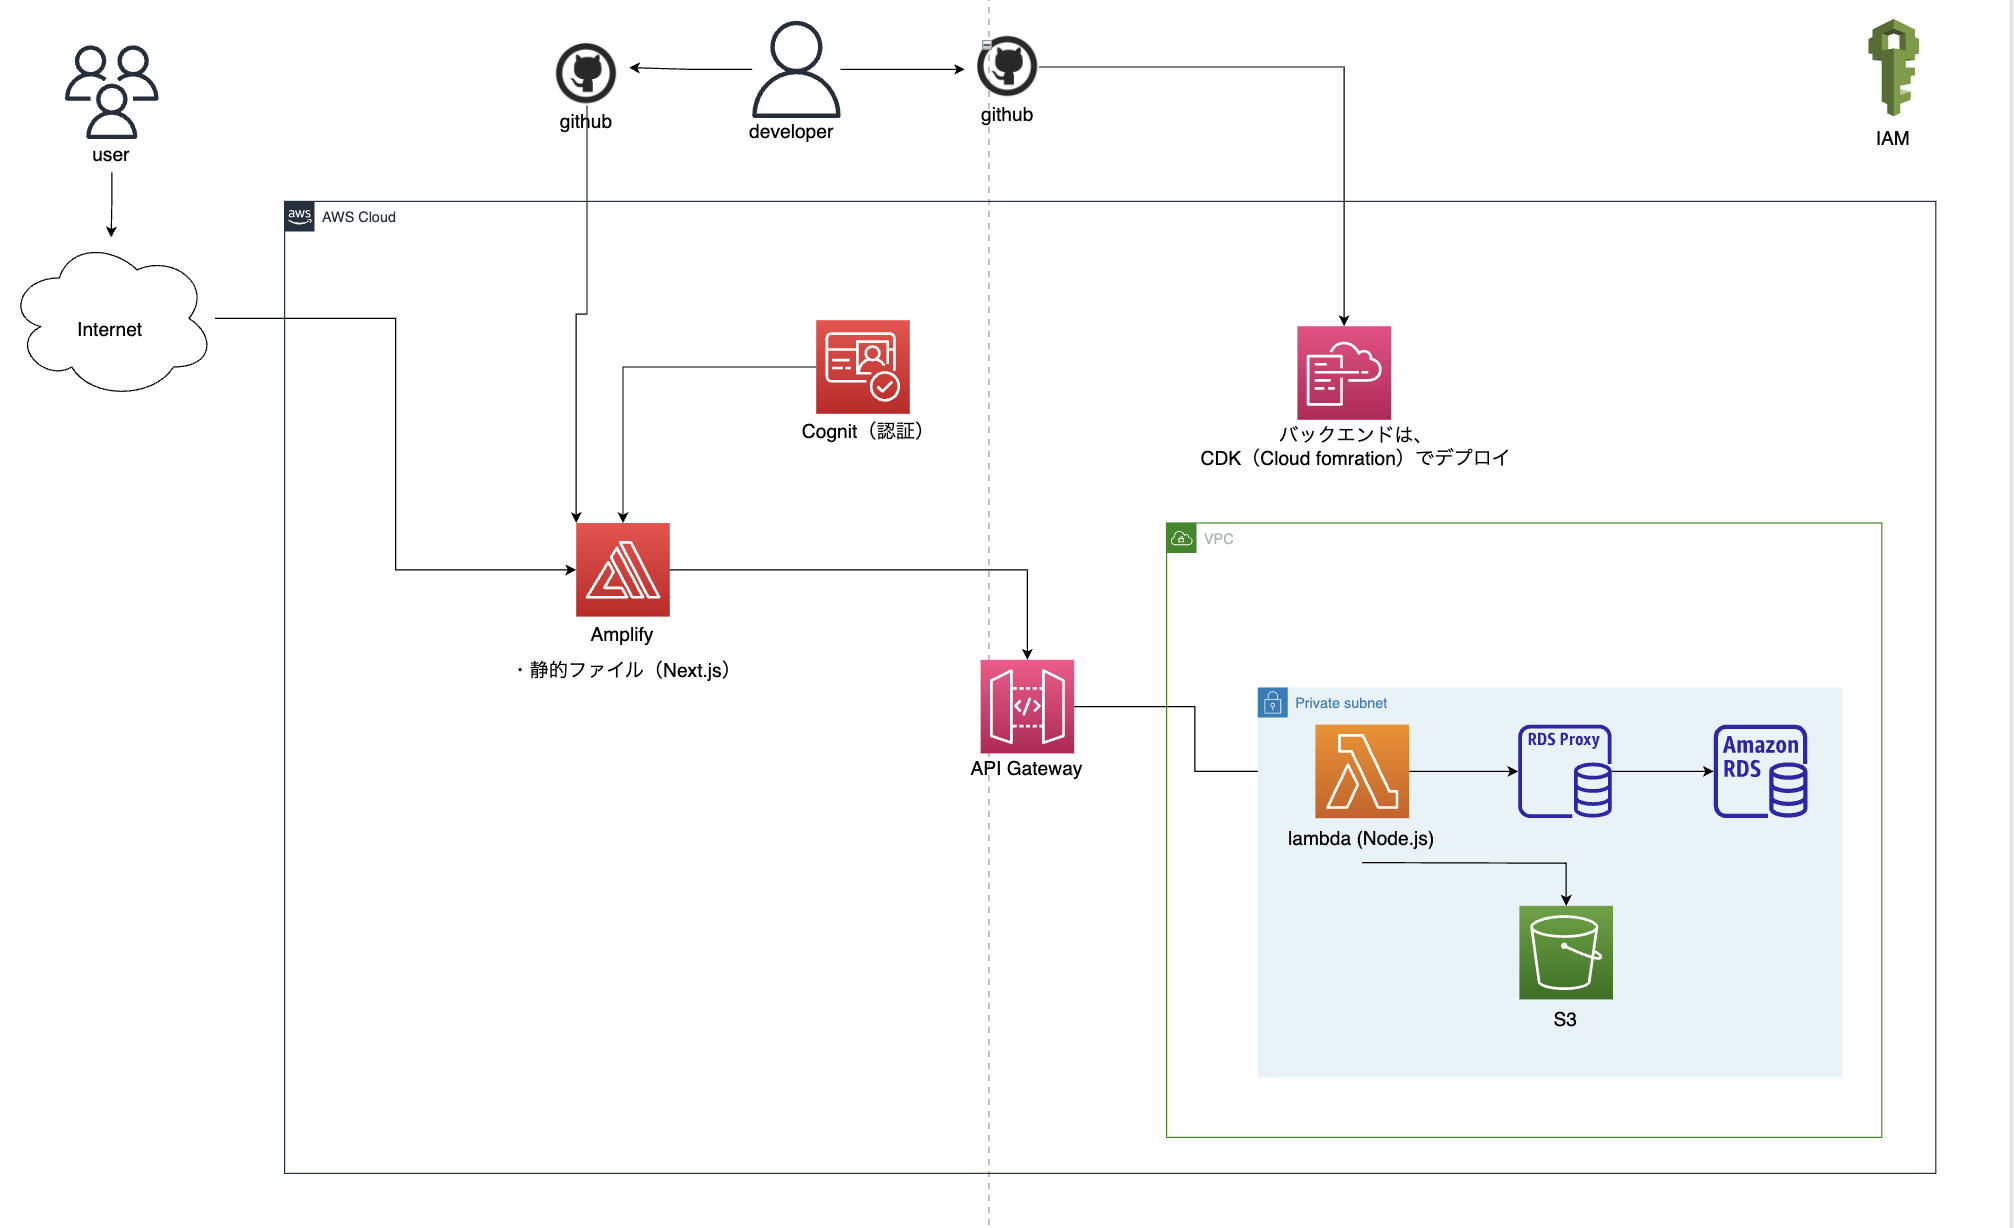 user
github
developer
github
IAM
aws
AWS Cloud
Internet
Cognit（認証）
バックエンドは、
CDK（Cloud fomration）でデプロイ
VPC
Amplify
・静的ファイル（Next.js）
</>
API Gateway
Private subnet
RDS Proxy
Amazon
RDS
lambda (Node.js)
S3